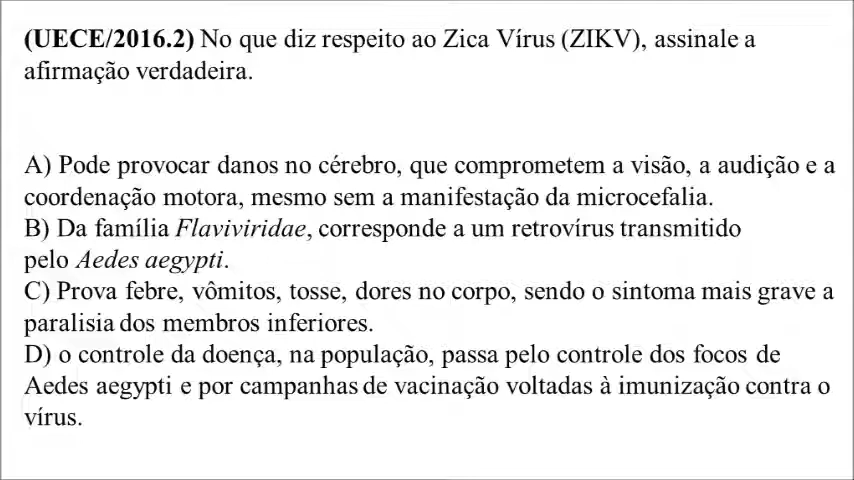 (UECE/2016.2) No que diz respeito ao Zica Vírus (ZIKV), assinale a
afirmação verdadeira.
A) Pode provocar danos no cérebro, que comprometem a visão, a audição e a
coordenação motora, mesmo sem a manifestação da microcefalia.
B) Da família Flaviviridae, corresponde a um retrovírus transmitido
pelo Aedes aegypti.
C) Prova febre, vômitos, tosse, dores no corpo, sendo o sintoma mais grave a
paralisia dos membros inferiores.
D) o controle da doença, na população, passa pelo controle dos focos de
Aedes aegypti e por campanhas de vacinação voltadas à imunização contra o
vírus.